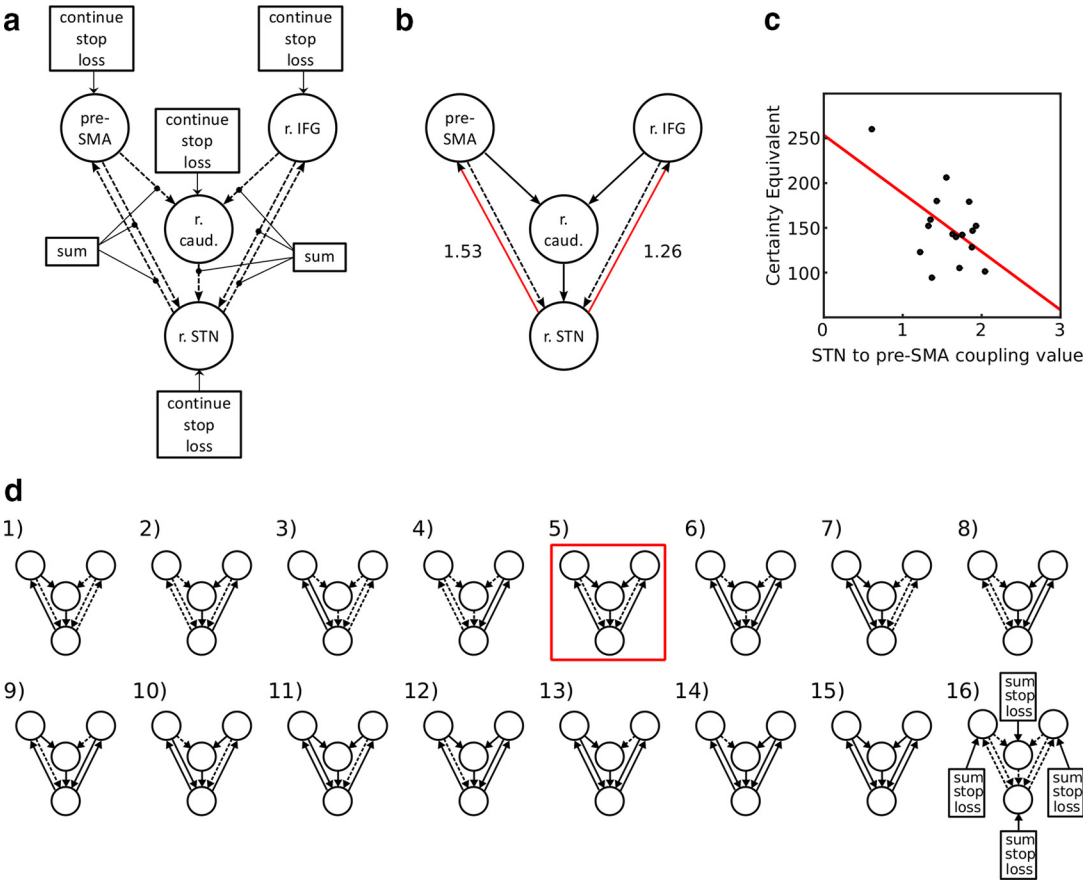 a
continue
stop
loss
continue
stop
loss
pre-
SMA
continue
stop
loss
r. IFG
r.
caud.
sum
sum
r. STN
continue
stop
loss
b
pre-
SMA
r. IFG
r.
caud.
1.53
1.26
r. STN
c
Certainty Equivalent
250
200
150
100
0
1
2
3
STN to pre-SMA coupling value
d
1)
2)
3)
4)
5)
6)
7)
8)
9)
10)
11)
12)
13)
14)
15)
16)
sum
stop
loss
sum
stop
loss
sum
stop
loss
sum
stop
loss